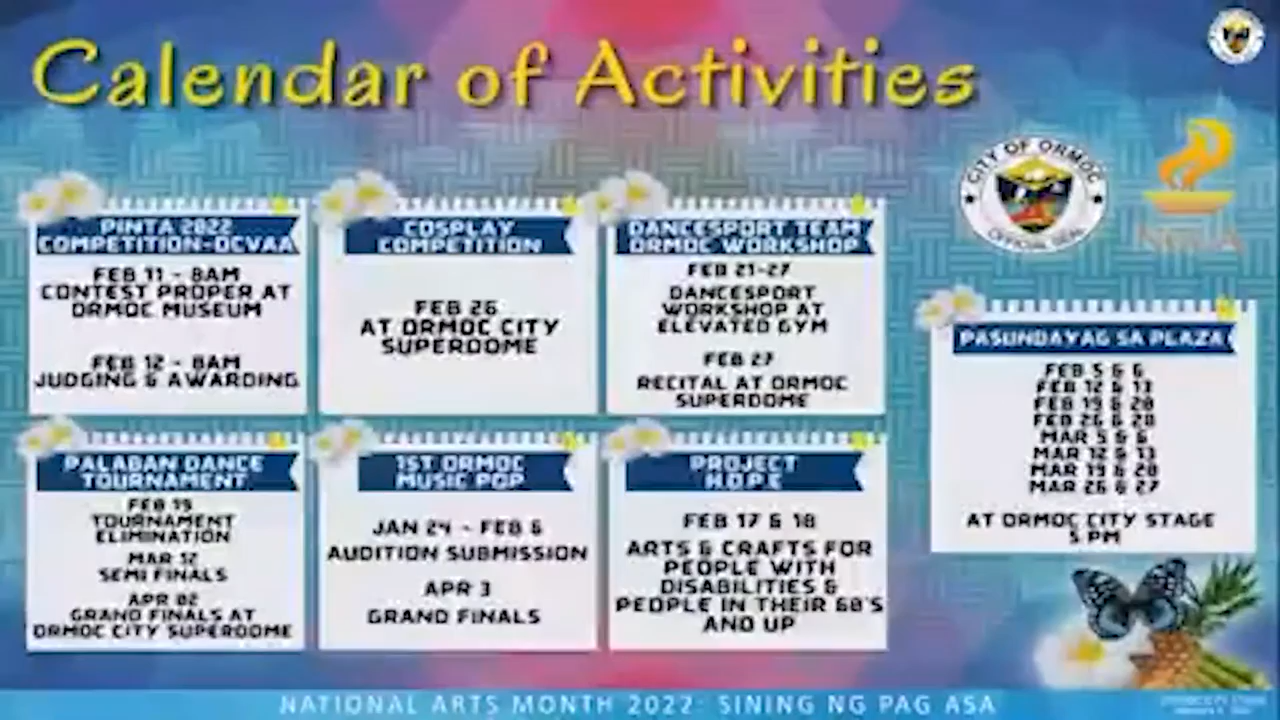 Calendar of Activities
CITY OF ORMOC
OFFICIAL SEAL
PINTA 2022
COMPETITION-OCVAA
FEB 11 - 8AM
CONTEST PROPER AT
ORMOC MUSEUM
FEB 12 - 8AM
JUDGING & AWARDING
COSPLAY
COMPETITION
FEB 26
AT ORMOC CITY
SUPERDOME
DANCESPORT TEAM
ORMOC WORKSHOP
FEB 21-27
DANCESPORT
WORKSHOP AT
ELEVATED GYM
FEB 27
RECITAL AT ORMOC
SUPERDOME
PASUNDAYAG SA PLAZA
FEB 5 & 6
FEB 12 & 13
FEB 19 & 20
FEB 26 & 28
MAR 5 & 6
MAR 12 & 13
MAR 19 & 20
MAR 26 & 27
AT ORMOC CITY STAGE
5 PM
PALABAN DANCE
TOURNAMENT
FEB 19
TOURNAMENT
ELIMINATION
MAR 12
SEMI FINALS
APR 02
GRAND FINALS AT
ORMOC CITY SUPERDOME
1ST ORMOC
MUSIC POP
JAN 24 - FEB 6
AUDITION SUBMISSION
APR 3
GRAND FINALS
PROJECT
H.O.P.E
FEB 17 & 18
ARTS & CRAFTS FOR
PEOPLE WITH
DISABILITIES &
PEOPLE IN THEIR 60'S
AND UP
NATIONAL ARTS MONTH 2022: SINING NG PAG ASA